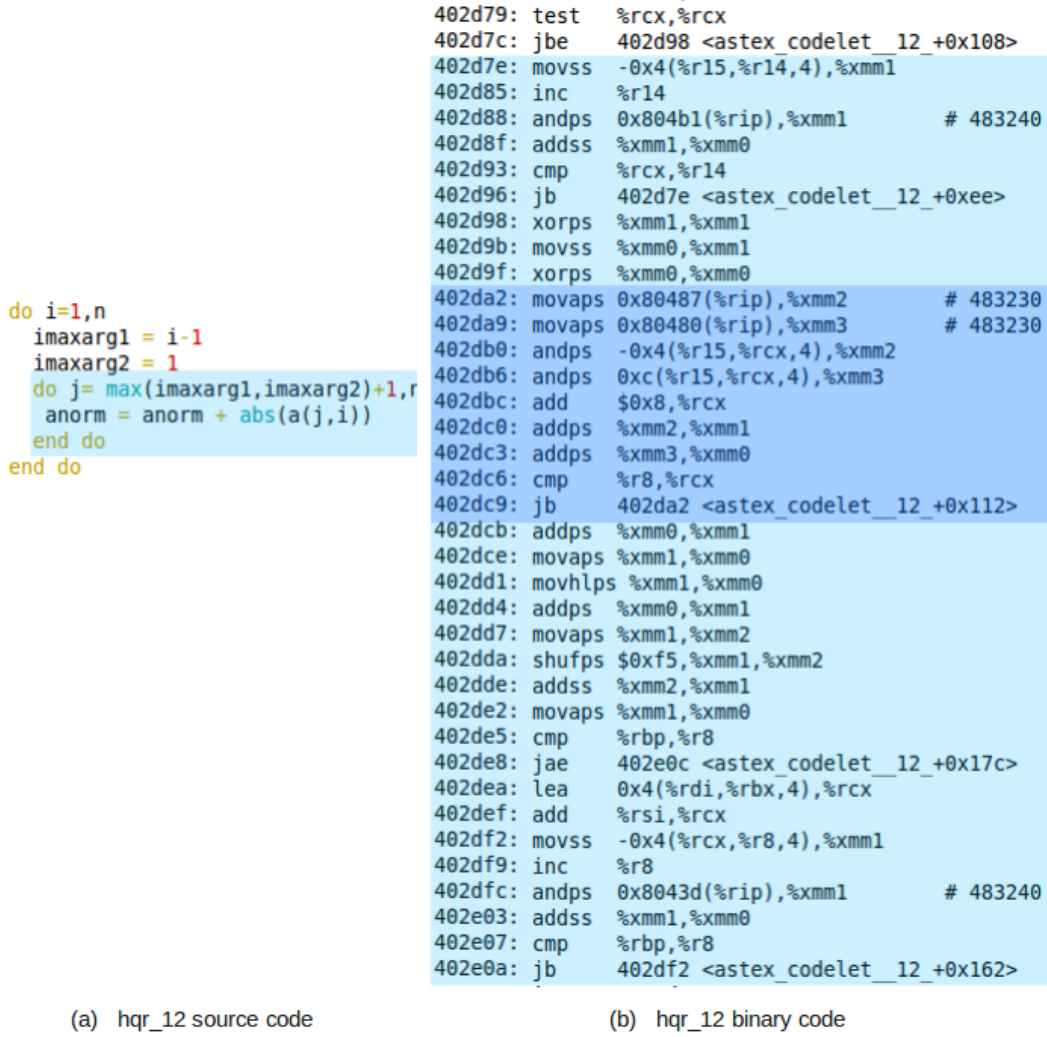 do i=1,n
imaxarg1 = i-1
imaxarg2 = 1
do j= max(imaxarg1,imaxarg2)+1,n
anorm = anorm + abs(a(j,i))
end do
end do
(a) hqr_12 source code
402d79: test %rcx,%rcx
402d7c: jbe 402d98 <astex_codelet__12_+0x108>
402d7e: movss -0x4(%r15,%r14,4),%xmm1
402d85: inc %r14
402d88: andps 0x804b1(%rip),%xmm1 # 483240
402d8f: addss %xmm1,%xmm0
402d93: cmp %rcx,%r14
402d96: jb 402d7e <astex_codelet__12_+0xee>
402d98: xorps %xmm1,%xmm1
402d9b: movss %xmm0,%xmm1
402d9f: xorps %xmm0,%xmm0
402da2: movaps 0x80487(%rip),%xmm2 # 483230
402da9: movaps 0x80480(%rip),%xmm3 # 483230
402db0: andps -0x4(%r15,%rcx,4),%xmm2
402db6: andps 0xc(%r15,%rcx,4),%xmm3
402dbc: add $0x8,%rcx
402dc0: addps %xmm2,%xmm1
402dc3: addps %xmm3,%xmm0
402dc6: cmp %r8,%rcx
402dc9: jb 402da2 <astex_codelet__12_+0x112>
402dcb: addps %xmm0,%xmm1
402dce: movaps %xmm1,%xmm0
402dd1: movhlps %xmm1,%xmm0
402dd4: addps %xmm0,%xmm1
402dd7: movaps %xmm1,%xmm2
402dda: shufps $0xf5,%xmm1,%xmm2
402dde: addss %xmm2,%xmm1
402de2: movaps %xmm1,%xmm0
402de5: cmp %rbp,%r8
402de8: jae 402e0c <astex_codelet__12_+0x17c>
402dea: lea 0x4(%rdi,%rbx,4),%rcx
402def: add %rsi,%rcx
402df2: movss -0x4(%rcx,%r8,4),%xmm1
402df9: inc %r8
402dfc: andps 0x8043d(%rip),%xmm1 # 483240
402e03: addss %xmm1,%xmm0
402e07: cmp %rbp,%r8
402e0a: jb 402df2 <astex_codelet__12_+0x162>
(b) hqr_12 binary code